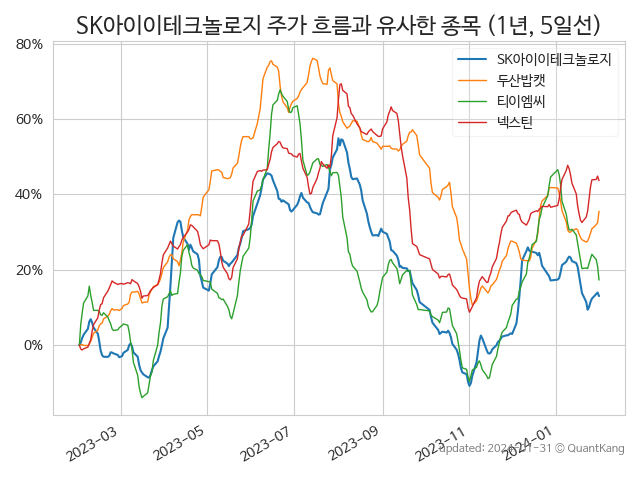 SK아이이테크놀로지 주가 흐름과 유사한 종목 (1년, 5일선)
80%
60%
40%
20%
0%
SK아이이테크놀로지
두산밥캣
티이엠씨
넥스틴
2023-03
2023-05
2023-07
2023-09
2023-11
2024-01
updated: 2024-01-31 © QuantKang